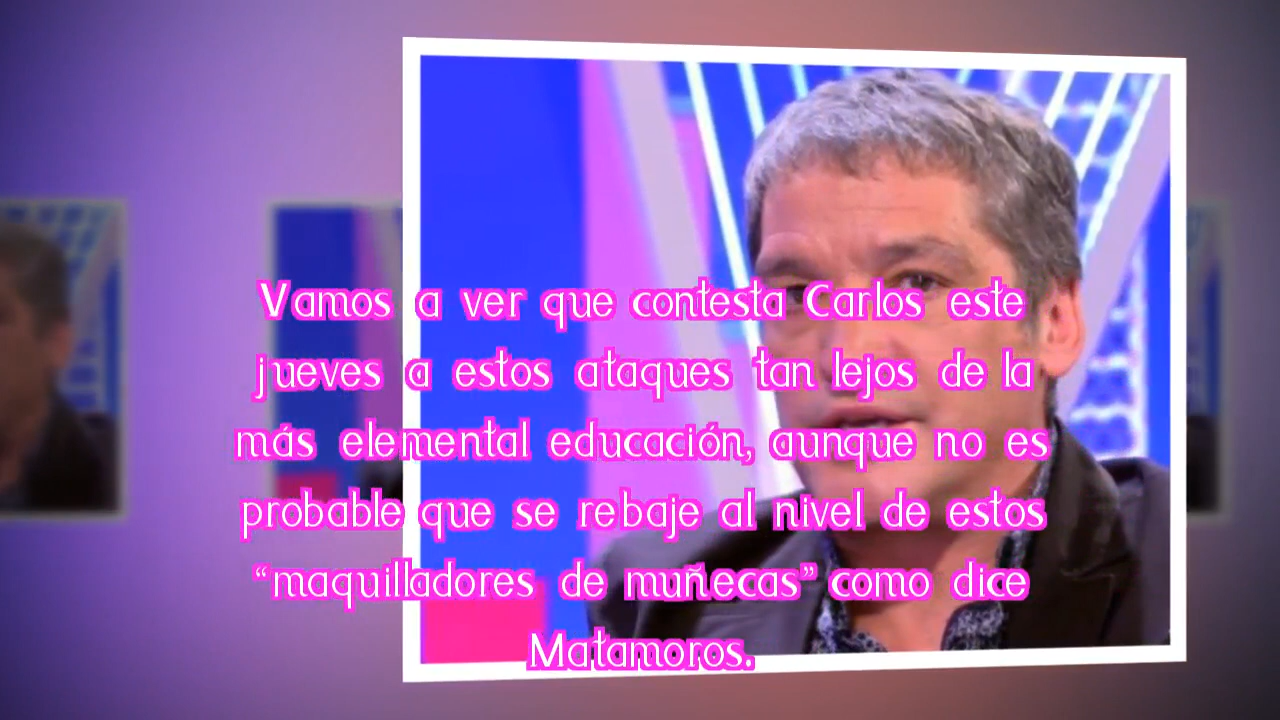 Vamos a ver que contesta Carlos este
jueves a estos ataques tan lejos de la
más elemental educación, aunque no es
probable que se rebaje al nivel de estos
“maquilladores de muñecas” como dice
Matamoros.